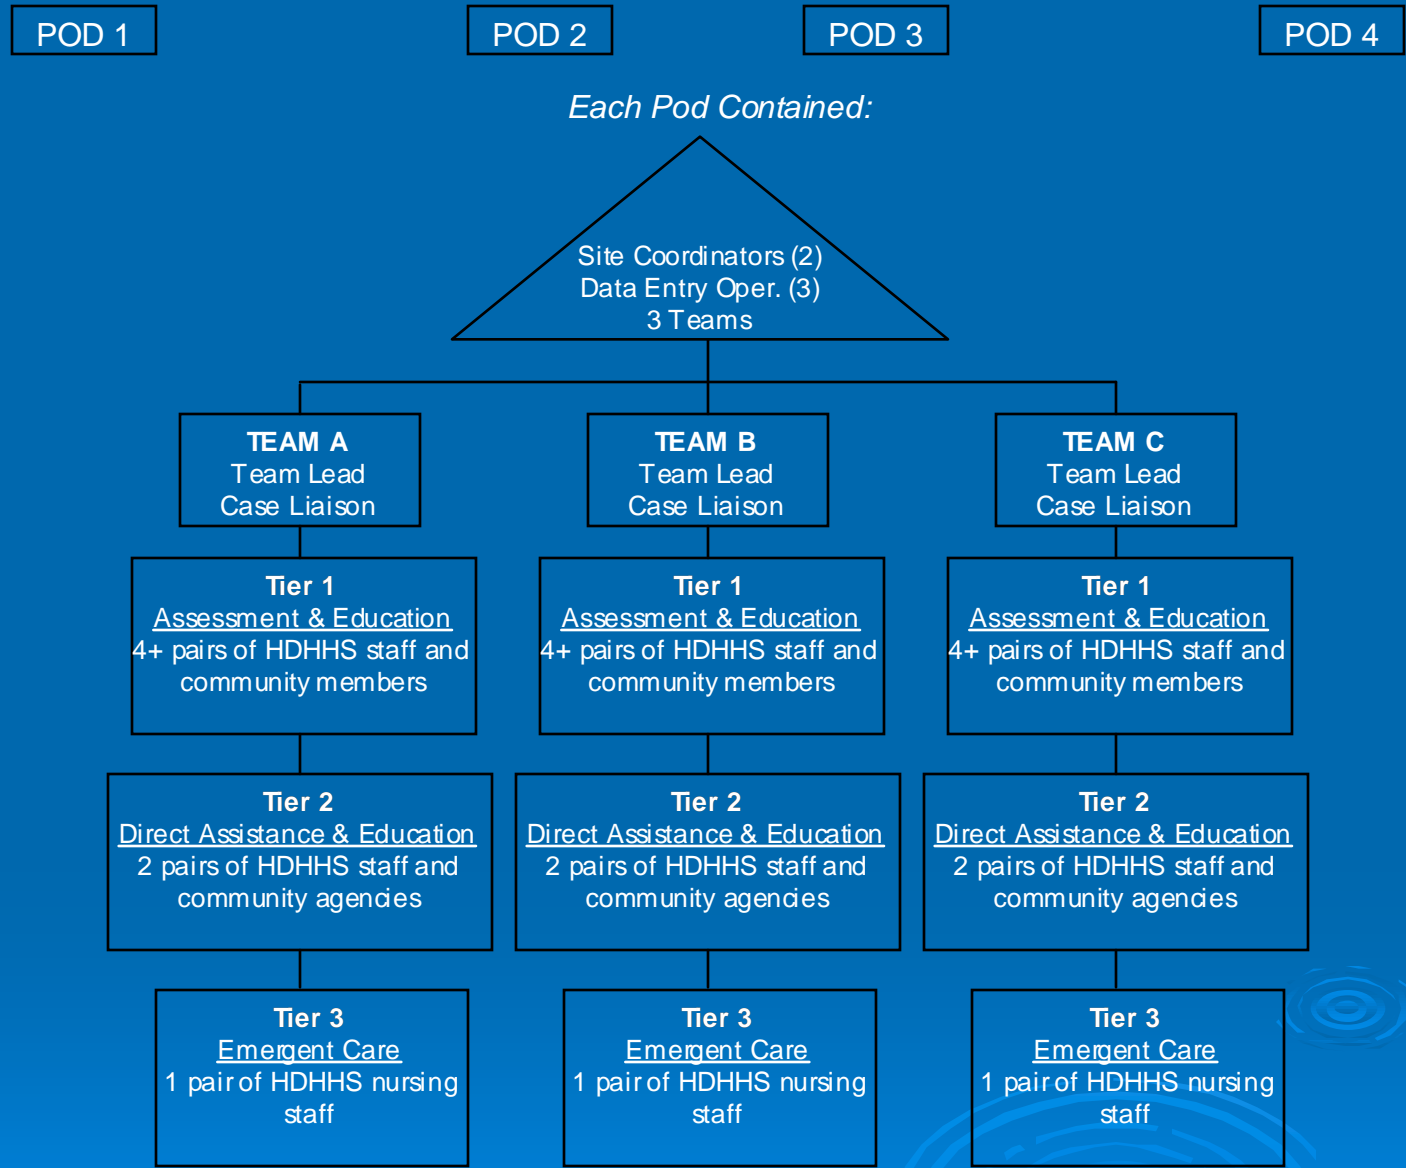 POD 1
POD 2
POD 3
POD 4
Each Pod Contained:
Site Coordinators (2)
Data Entry Oper. (3)
3 Teams
TEAM A
Team Lead
Case Liaison
TEAM B
Team Lead
Case Liaison
TEAM C
Team Lead
Case Liaison
Tier 1
Assessment & Education
4+ pairs of HDHHS staff and
community members
Tier 1
Assessment & Education
4+ pairs of HDHHS staff and
community members
Tier 1
Assessment & Education
4+ pairs of HDHHS staff and
community members
Tier 2
Direct Assistance & Education
2 pairs of HDHHS staff and
community agencies
Tier 2
Direct Assistance & Education
2 pairs of HDHHS staff and
community agencies
Tier 2
Direct Assistance & Education
2 pairs of HDHHS staff and
community agencies
Tier 3
Emergent Care
1 pair of HDHHS nursing
staff
Tier 3
Emergent Care
1 pair of HDHHS nursing
staff
Tier 3
Emergent Care
1 pair of HDHHS nursing
staff